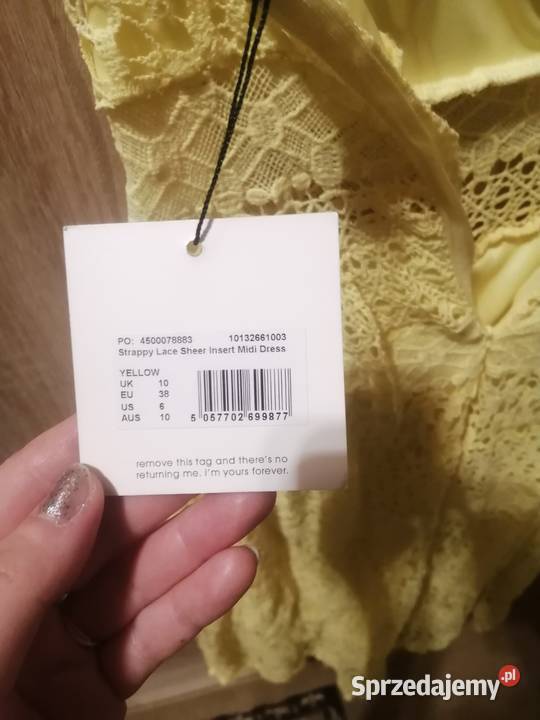 PO: 4500078883 10132661003
Strappy Lace Sheer Insert Midi Dress
YELLOW
UK 10
EU 38
US 6
AUS 10
5 057702 699877
remove this tag and there's no
returning me. i'm yours forever.
Sprzedajemy.pl